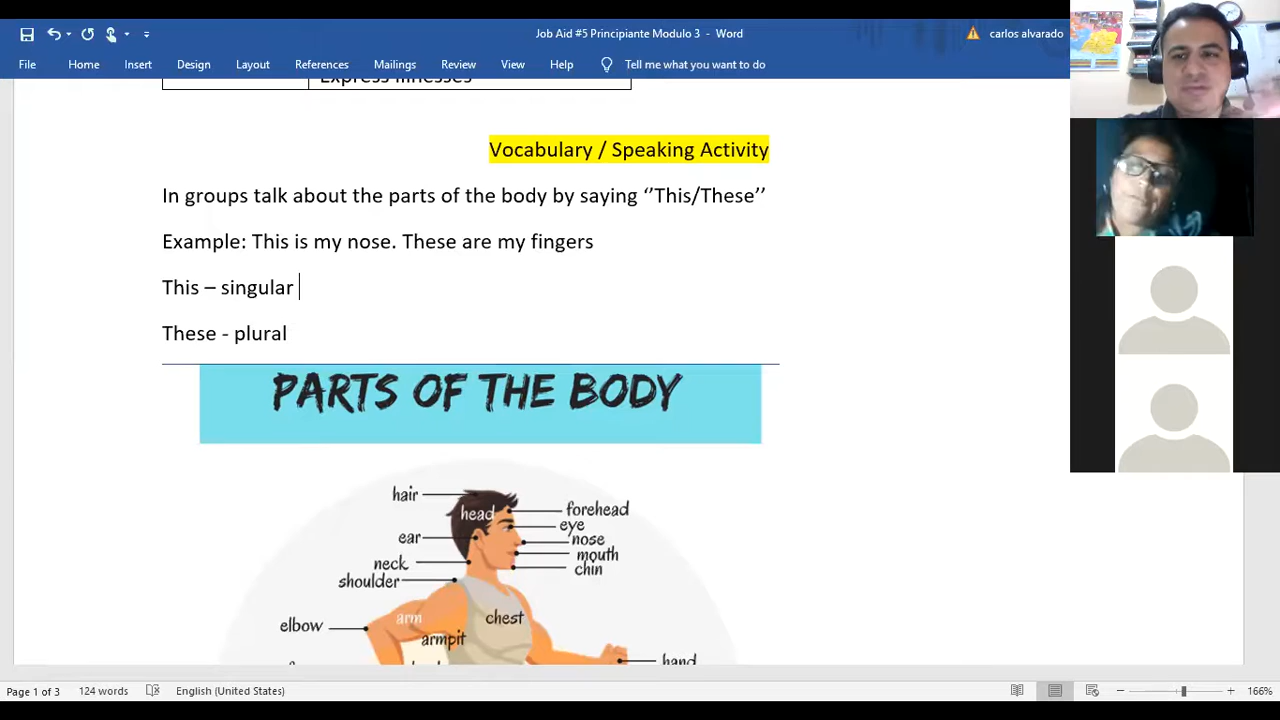 Job Aid #5 Principiante Modulo 3 - Word
carlos alvarado
File Home Insert Design Layout References Mailings Review View Help Tell me what you want to do
Express illnesses
Vocabulary / Speaking Activity
In groups talk about the parts of the body by saying ‘’This/These’’
Example: This is my nose. These are my fingers
This – singular
These - plural
PARTS OF THE BODY
hair
head
forehead
eye
ear
nose
mouth
neck
chin
shoulder
arm
chest
elbow
armpit
hand
Page 1 of 3 124 words English (United States) 166%